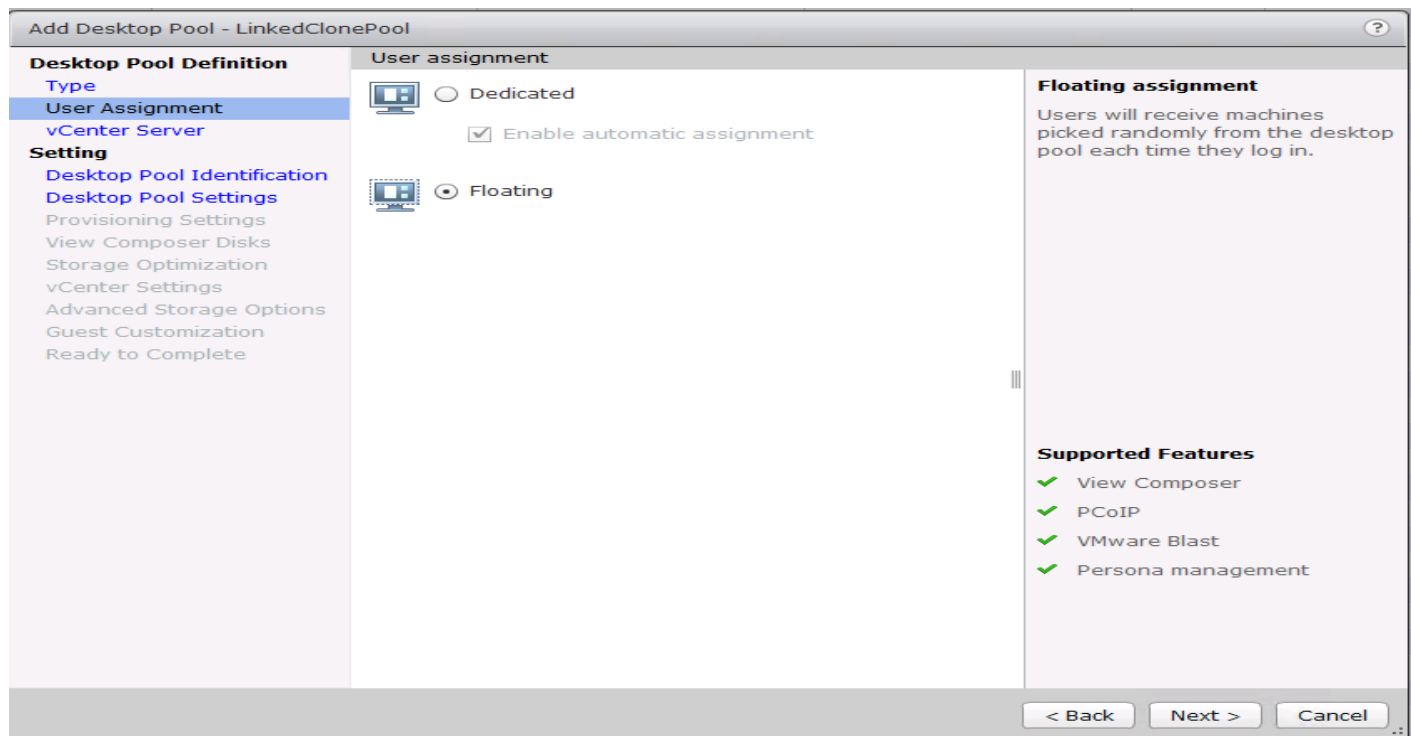 Add Desktop Pool - LinkedClonePool
?
Desktop Pool Definition
Type
User Assignment
vCenter Server
Setting
Desktop Pool Identification
Desktop Pool Settings
Provisioning Settings
View Composer Disks
Storage Optimization
vCenter Settings
Advanced Storage Options
Guest Customization
Ready to Complete
User assignment
Dedicated
Enable automatic assignment
Floating
Floating assignment
Users will receive machines
picked randomly from the desktop
pool each time they log in.
Supported Features
View Composer
PCoIP
VMware Blast
Persona management
< Back
Next >
Cancel